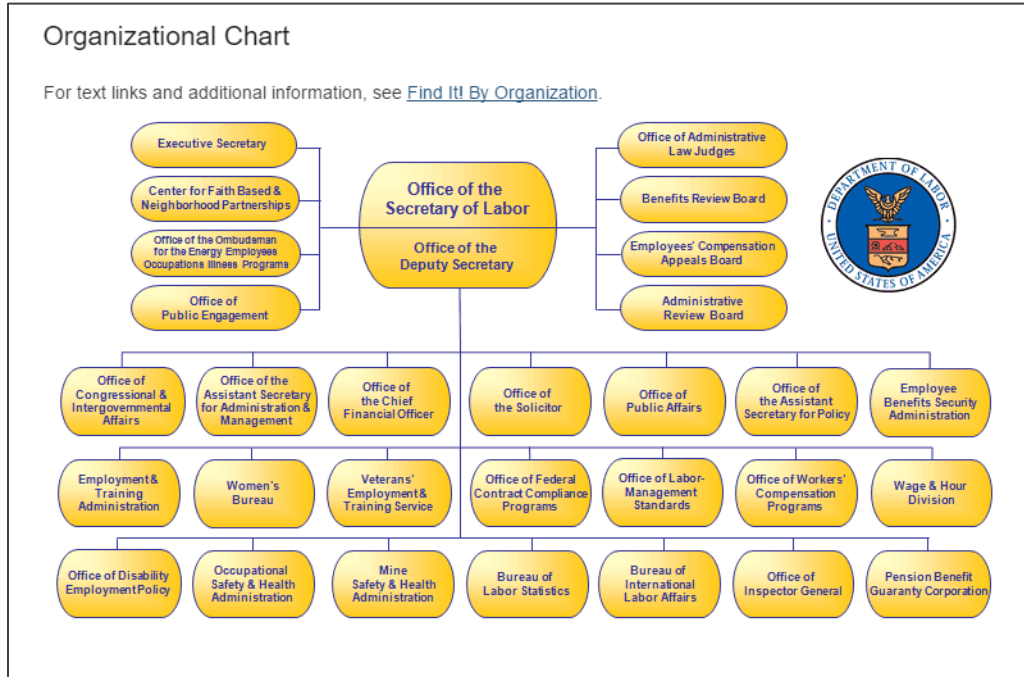 Organizational Chart
For text links and additional information, see Find It! By Organization.
Executive Secretary
Center for Faith Based &
Neighborhood Partnerships
Office of the Ombudsman
for the Energy Employees
Occupations Illness Programs
Office of
Public Engagement
Office of the
Secretary of Labor
Office of the
Deputy Secretary
Office of Administrative
Law Judges
Benefits Review Board
Employees' Compensation
Appeals Board
Administrative
Review Board
DEPARTMENT OF LABOR
UNITED STATES OF AMERICA
Office of
Congressional &
Intergovernmental
Affairs
Office of the
Assistant Secretary
for Administration &
Management
Office of
the Chief
Financial Officer
Office of
the Solicitor
Office of
Public Affairs
Office of
the Assistant
Secretary for Policy
Employee
Benefits Security
Administration
Employment &
Training
Administration
Women's
Bureau
Veterans'
Employment &
Training Service
Office of Federal
Contract Compliance
Programs
Office of Labor-
Management
Standards
Office of Workers'
Compensation
Programs
Wage & Hour
Division
Office of Disability
Employment Policy
Occupational
Safety & Health
Administration
Mine
Safety & Health
Administration
Bureau of
Labor Statistics
Bureau of
International
Labor Affairs
Office of
Inspector General
Pension Benefit
Guaranty Corporation